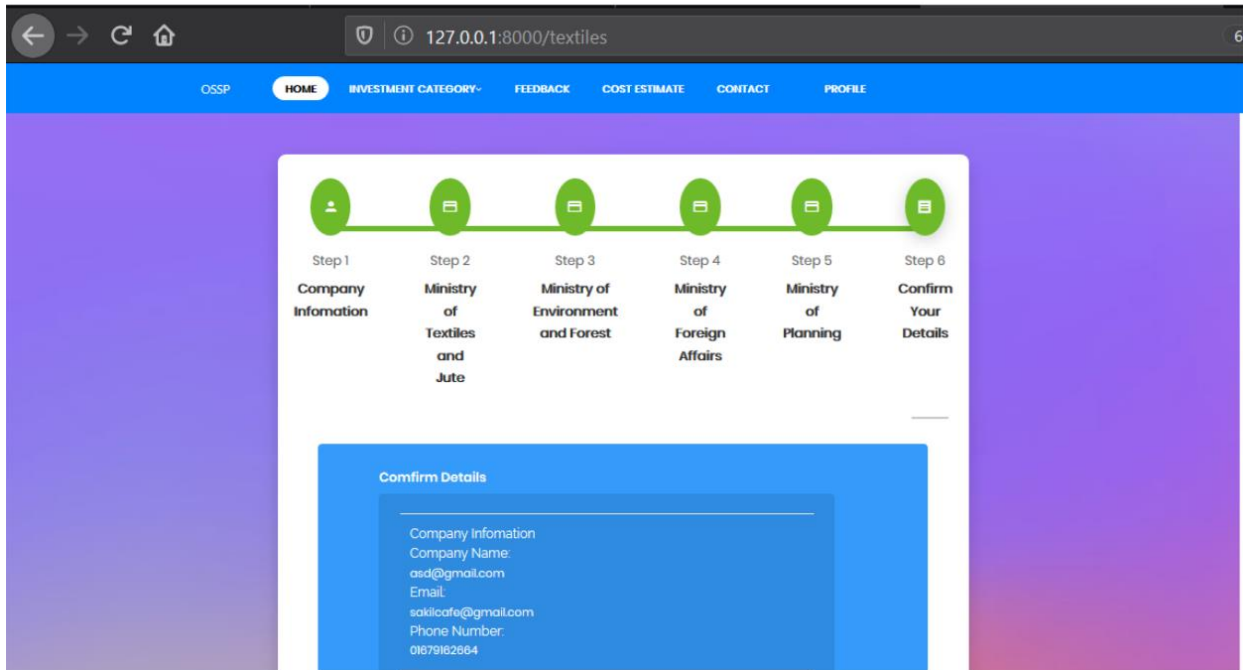 127.0.0.1:8000/textiles
6
OSSP HOME INVESTMENT CATEGORY FEEDBACK COST ESTIMATE CONTACT PROFILE
Step 1
Company
Infomation
Step 2
Ministry
of
Textiles
and
Jute
Step 3
Ministry of
Environment
and Forest
Step 4
Ministry
of
Foreign
Affairs
Step 5
Ministry
of
Planning
Step 6
Confirm
Your
Details
Comfirm Details
Company Infomation
Company Name:
asd@gmail.com
Email:
sakilcafe@gmail.com
Phone Number:
01679162664